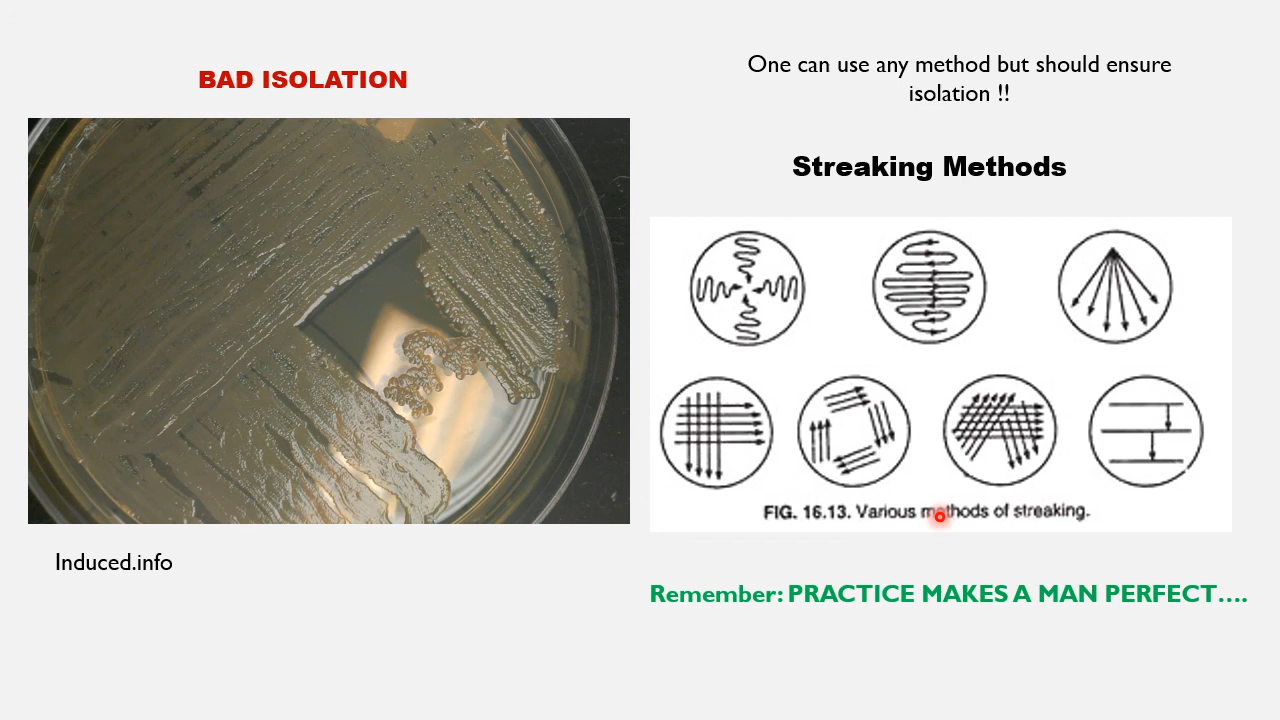 BAD ISOLATION
Induced.info
One can use any method but should ensure
isolation !!
Streaking Methods
FIG. 16.13. Various methods of streaking.
Remember: PRACTICE MAKES A MAN PERFECT....